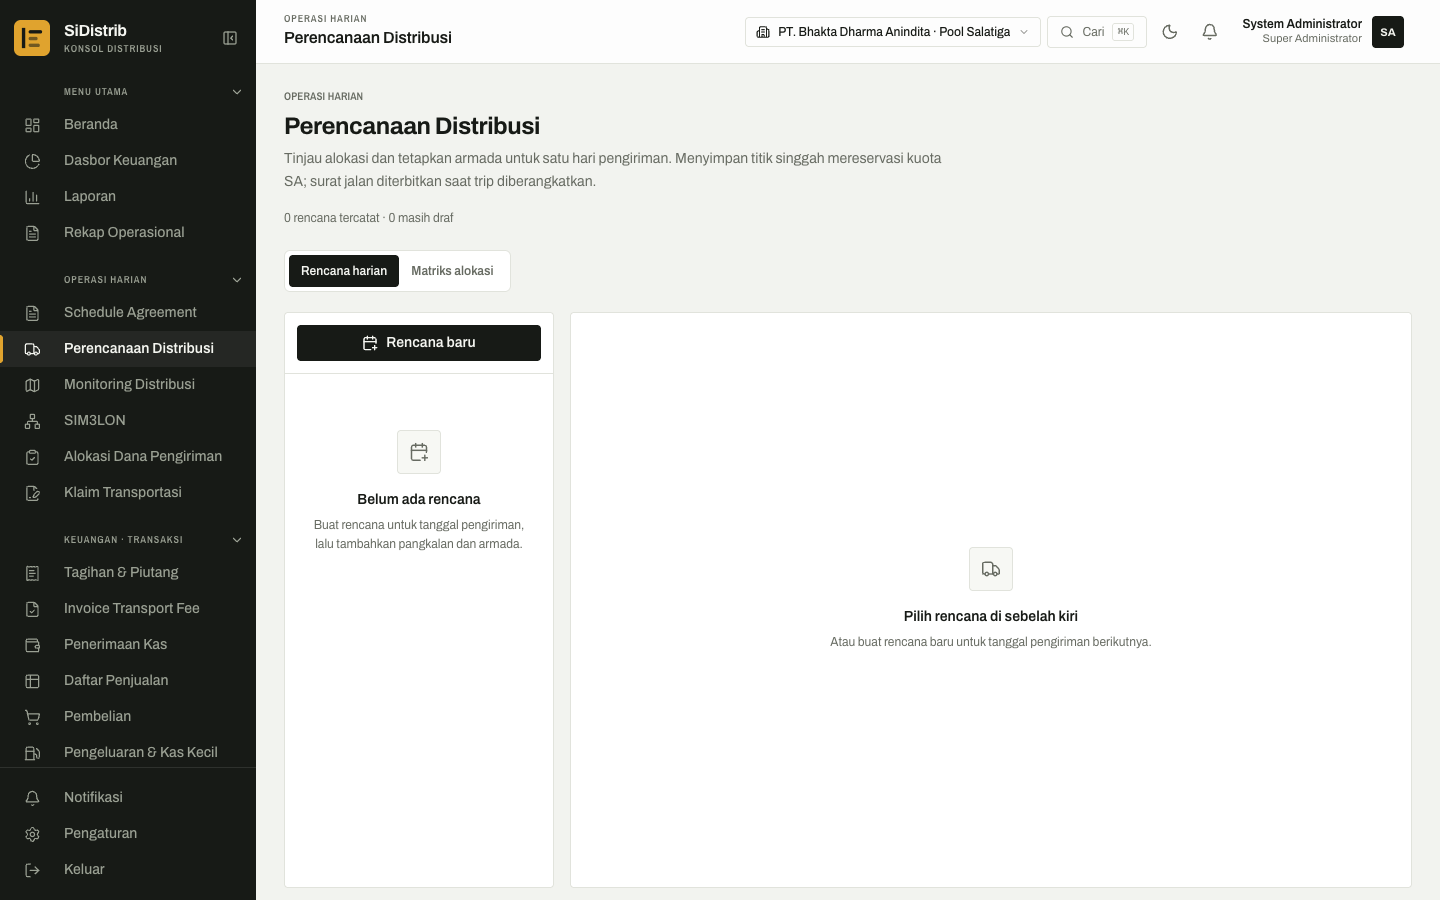 SiDistrib
KONSOL DISTRIBUSI
MENU UTAMA
Beranda
Dasbor Keuangan
Laporan
Rekap Operasional
OPERASI HARIAN
Schedule Agreement
Perencanaan Distribusi
Monitoring Distribusi
SIM3LON
Alokasi Dana Pengiriman
Klaim Transportasi
KEUANGAN · TRANSAKSI
Tagihan & Piutang
Invoice Transport Fee
Penerimaan Kas
Daftar Penjualan
Pembelian
Pengeluaran & Kas Kecil
Notifikasi
Pengaturan
Keluar
OPERASI HARIAN
Perencanaan Distribusi
PT. Bhakta Dharma Anindita · Pool Salatiga
Cari ⌘K
System Administrator
Super Administrator
SA
OPERASI HARIAN
Perencanaan Distribusi
Tinjau alokasi dan tetapkan armada untuk satu hari pengiriman. Menyimpan titik singgah mereservasi kuota
SA; surat jalan diterbitkan saat trip diberangkatkan.
0 rencana tercatat · 0 masih draf
Rencana harian
Matriks alokasi
Rencana baru
Belum ada rencana
Buat rencana untuk tanggal pengiriman,
lalu tambahkan pangkalan dan armada.
Pilih rencana di sebelah kiri
Atau buat rencana baru untuk tanggal pengiriman berikutnya.